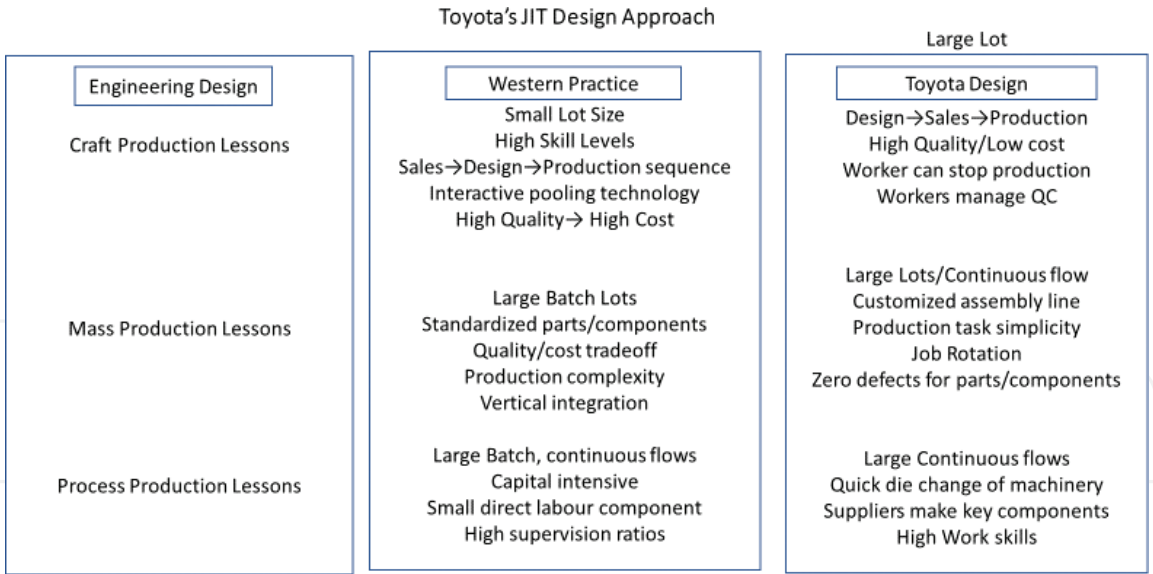 Toyota's JIT Design Approach
Large Lot
Engineering Design
Craft Production Lessons
Mass Production Lessons
Process Production Lessons
Western Practice
Small Lot Size
High Skill Levels
Sales→Design→Production sequence
Interactive pooling technology
High Quality→ High Cost
Large Batch Lots
Standardized parts/components
Quality/cost tradeoff
Production complexity
Vertical integration
Large Batch, continuous flows
Capital intensive
Small direct labour component
High supervision ratios
Toyota Design
Design→Sales→Production
High Quality/Low cost
Worker can stop production
Workers manage QC
Large Lots/Continuous flow
Customized assembly line
Production task simplicity
Job Rotation
Zero defects for parts/components
Large Continuous flows
Quick die change of machinery
Suppliers make key components
High Work skills